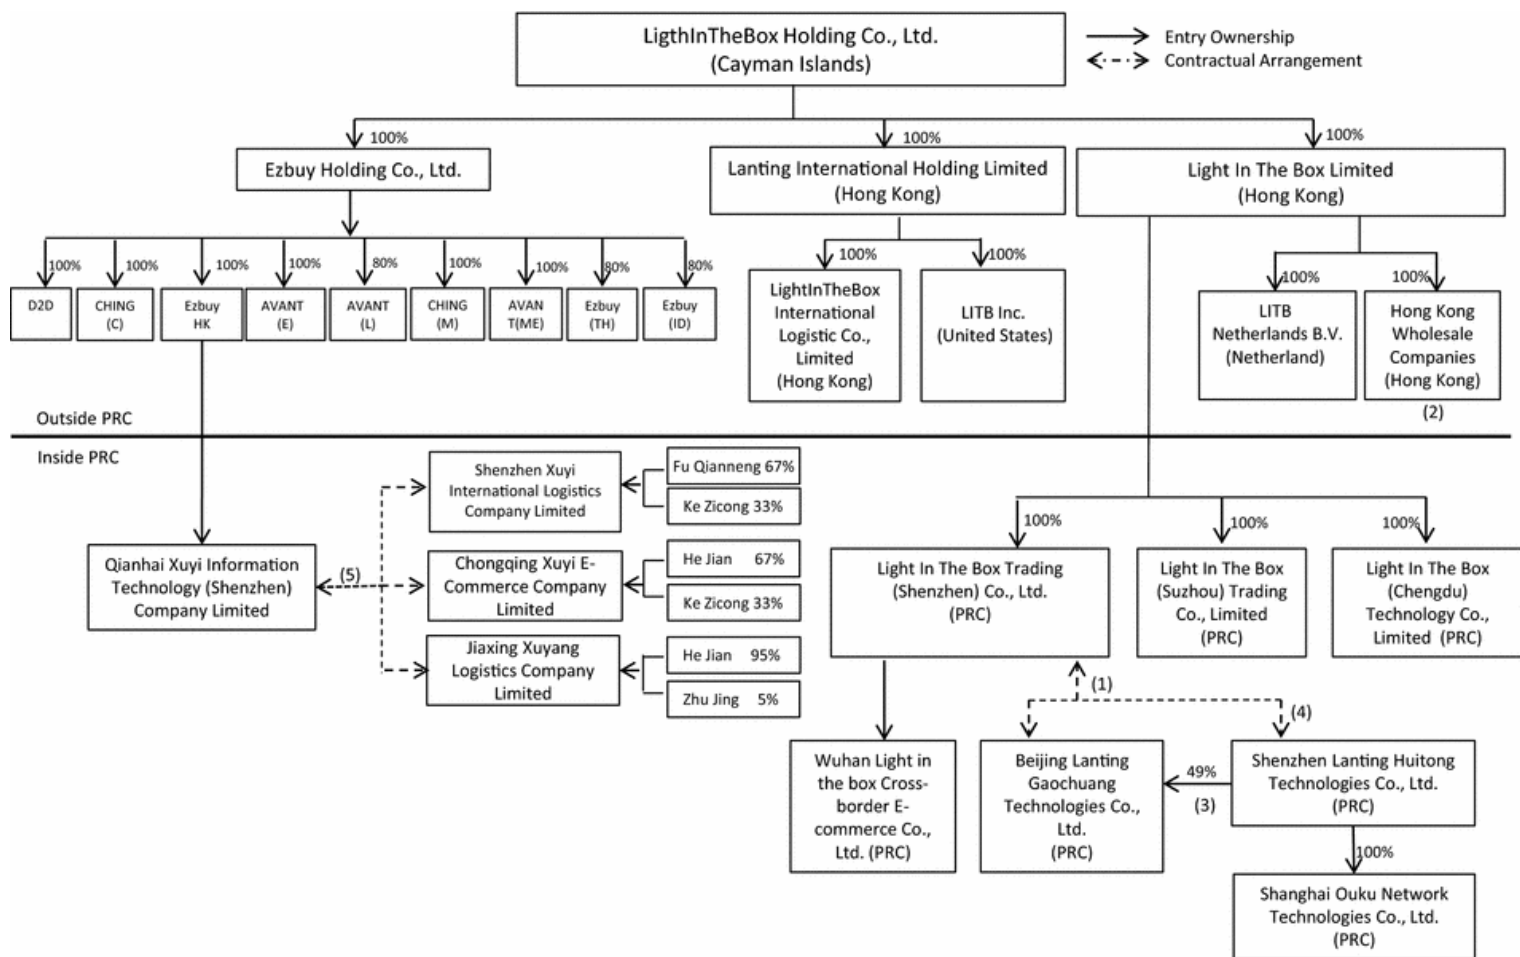 LigthInTheBox Holding Co., Ltd.
(Cayman Islands)
Entry Ownership
Contractual Arrangement
100%
100%
100%
Ezbuy Holding Co., Ltd.
Lanting International Holding Limited
(Hong Kong)
Light In The Box Limited
(Hong Kong)
100%
100%
100%
100%
80%
100%
100%
80%
80%
D2D
CHING
(C)
Ezbuy
HK
AVANT
(E)
AVANT
(L)
CHING
(M)
AVAN
T(ME)
Ezbuy
(TH)
Ezbuy
(ID)
100%
100%
LightInTheBox
International
Logistic Co.,
Limited
(Hong Kong)
LITB Inc.
(United States)
100%
100%
LITB
Netherlands B.V.
(Netherland)
Hong Kong
Wholesale
Companies
(Hong Kong)
(2)
Outside PRC
Inside PRC
Shenzhen Xuyi
International Logistics
Company Limited
Fu Qianneng 67%
Ke Zicong 33%
Qianhai Xuyi Information
Technology (Shenzhen)
Company Limited
(5)
Chongqing Xuyi E-
Commerce Company
Limited
He Jian 67%
Ke Zicong 33%
Jiaxing Xuyang
Logistics Company
Limited
He Jian 95%
Zhu Jing 5%
100%
100%
100%
Light In The Box Trading
(Shenzhen) Co., Ltd.
(PRC)
Light In The Box
(Suzhou) Trading
Co., Limited
(PRC)
Light In The Box
(Chengdu)
Technology Co.,
Limited (PRC)
(1)
(4)
Wuhan Light in
the box Cross-
border E-
commerce Co.,
Ltd. (PRC)
Beijing Lanting
Gaochuang
Technologies Co.,
Ltd.
(PRC)
49%
(3)
Shenzhen Lanting Huitong
Technologies Co., Ltd.
(PRC)
100%
Shanghai Ouku Network
Technologies Co., Ltd.
(PRC)